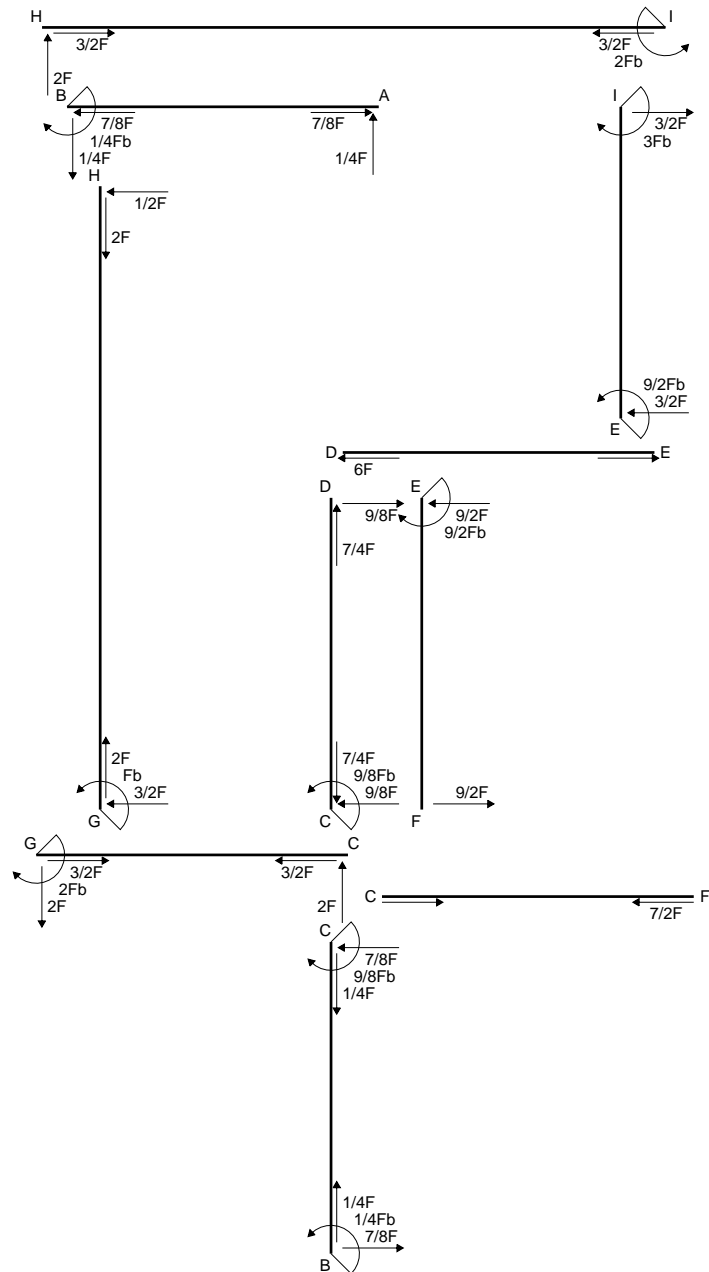 H I
3/2F 3/2F
2Fb
2F
B A I
7/8F 7/8F 3/2F
1/4Fb 3Fb
1/4F 1/4F
H
1/2F
2F
9/2Fb
3/2F
E
D E
6F
D E
9/8F 9/2F
9/2Fb
7/4F
2F 7/4F
Fb 9/8Fb
3/2F 9/8F 9/2F
G C F
G C
3/2F 3/2F
2Fb
2F 2F
C F
7/2F
C
7/8F
9/8Fb
1/4F
1/4F
1/4Fb
7/8F
B